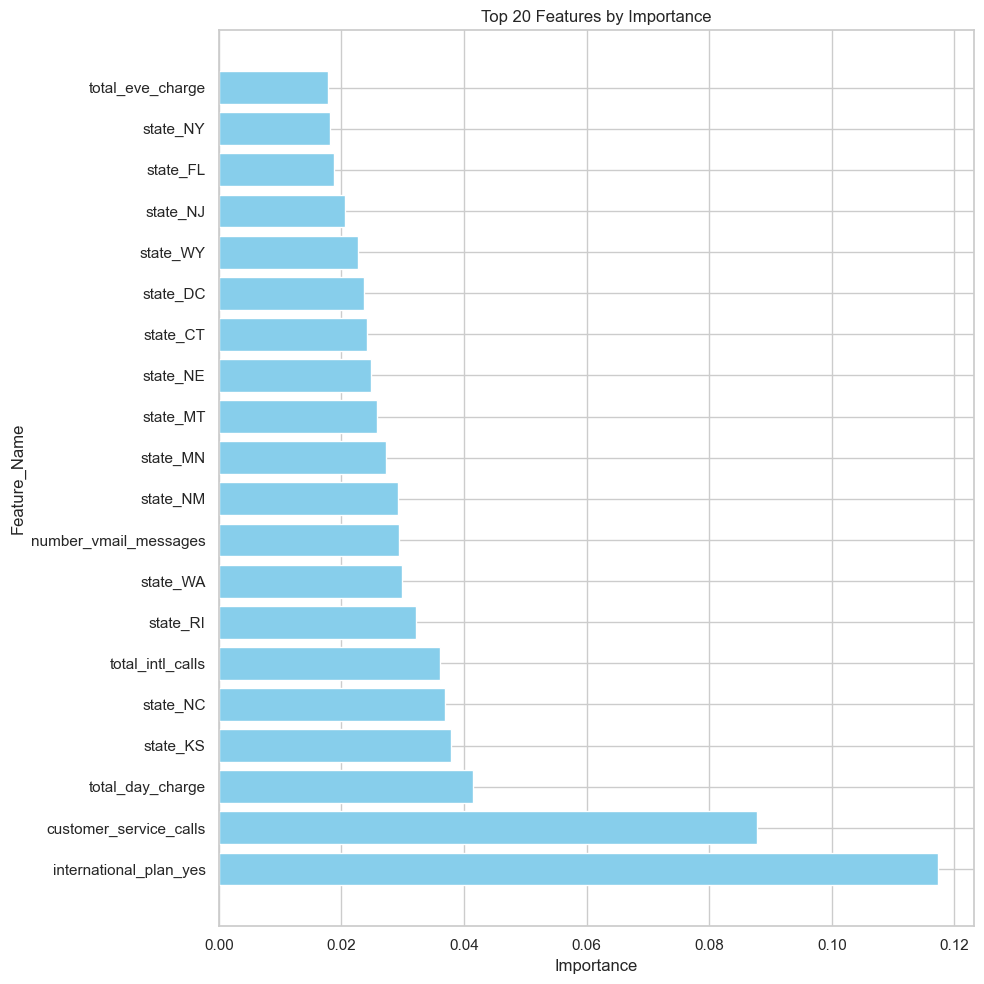 Top 20 Features by Importance
total_eve_charge
state_NY
state_FL
state_NJ
state_WY
state_DC
state_CT
state_NE
state_MT
state_MN
state_NM
number_vmail_messages
state_WA
state_RI
total_intl_calls
state_NC
state_KS
total_day_charge
customer_service_calls
international_plan_yes
Feature_Name
0.00 0.02 0.04 0.06 0.08 0.10 0.12
Importance